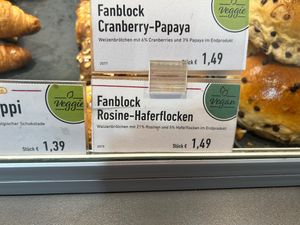 Fanblock
Cranberry-Papaya
Weizenbrötchen mit 6% Cranberries und 3% Papaya im Endprodukt
Stück € 1,49
Veggie
Veggie
ppi
Stück € 1,39
Fanblock
Rosine-Haferflocken
Weizenbrötchen mit 21% Rosinen und 5% Haferflocken im Endprodukt
Stück € 1,49
Vegan